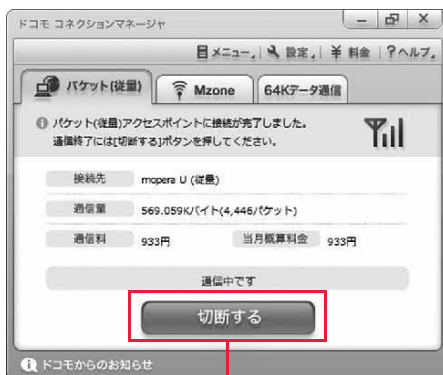 ドコモ コネクションマネージャ
メニュー 設定 ¥ 料金 ? ヘルプ
パケット(従量) Mzone 64Kデータ通信
パケット(従量)アクセスポイントに接続が完了しました。
通信終了には[切断する]ボタンを押してください。
接続先 mopera U (従量)
通信量 569.059Kバイト(4,446パケット)
通信料 933円 当月概算料金 933円
通信中です
切断する
ドコモからのお知らせ